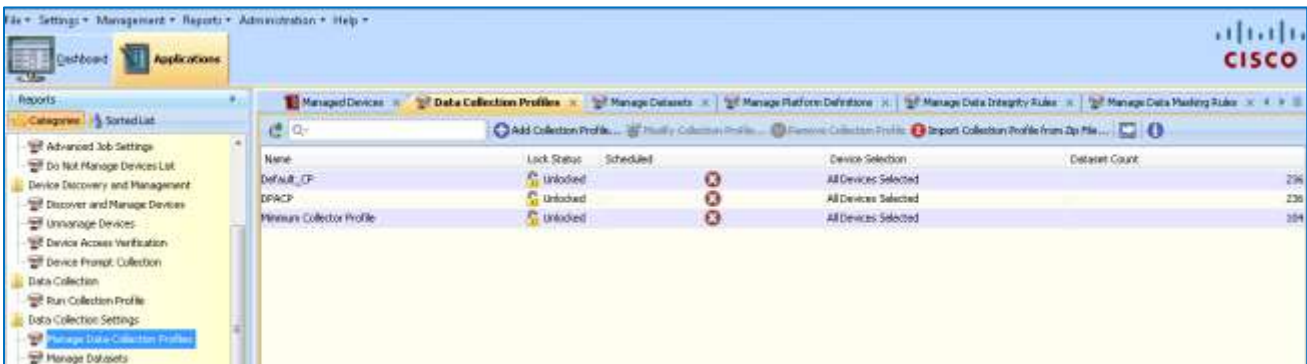 File Settings Management Reports Administration Help
Dashboard Applications
CISCO
Reports
Categories Sorted List
Advanced Job Settings
Do Not Manage Devices List
Device Discovery and Management
Discover and Manage Devices
Unmanage Devices
Device Access Verification
Device Prompt Collection
Data Collection
Run Collection Profile
Data Collection Settings
Manage Data Collection Profiles
Manage Datasets
Managed Devices Data Collection Profiles Manage Datasets Manage Platform Definitions Manage Data Integrity Rules Manage Data Masking Rules
Add Collection Profile... Modify Collection Profile... Remove Collection Profile Import Collection Profile from Zip File...
Name Lock Status Scheduled Device Selection Dataset Count
Default_CP Unlocked All Devices Selected
DPACP Unlocked All Devices Selected 236
Minimum Collector Profile Unlocked All Devices Selected